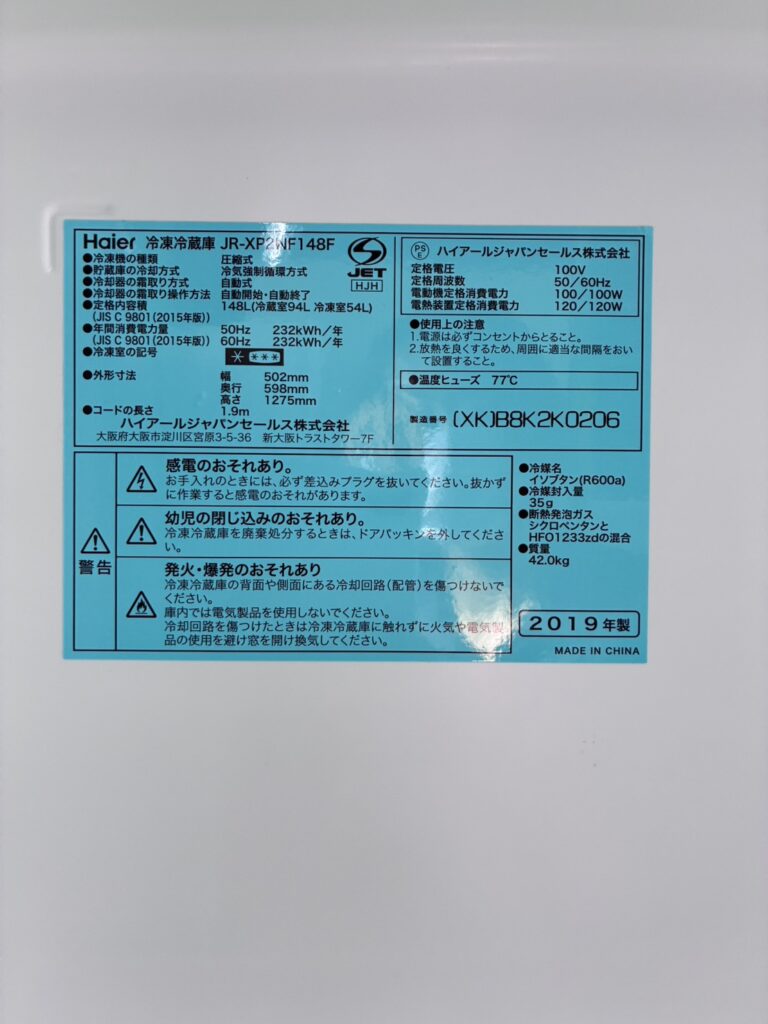 Haier 冷凍冷蔵庫 JR-XP2NF148F
●冷凍機の種類 圧縮式
●貯蔵庫の冷却方式 冷気強制循環方式
●冷却器の霜取り方式 自動式
●冷却器の霜取り操作方法 自動開始・自動終了
●定格内容積 148L(冷蔵室94L 冷凍室54L)
(JIS C 9801(2015年版))
●年間消費電力量 50Hz 232kWh/年
(JIS C 9801(2015年版)) 60Hz 232kWh/年
●冷凍室の記号
●外形寸法 幅 502mm
奥行 598mm
高さ 1275mm
●コードの長さ 1.9m
ハイアールジャパンセールス株式会社
大阪府大阪市淀川区宮原3-5-36 新大阪トラストタワー7F
JET
HJH
PS
E
ハイアールジャパンセールス株式会社
定格電圧 100V
定格周波数 50/60Hz
電動機定格消費電力 100/100W
電熱装置定格消費電力 120/120W
●使用上の注意
1.電源は必ずコンセントからとること。
2.放熱を良くするため、周囲に適当な間隔をおい
て設置すること。
●温度ヒューズ 77℃
製造番号 (XK)B8K2K0206
警告
感電のおそれあり。
お手入れのときには、必ず差込みプラグを抜いてください。抜かず
に作業すると感電のおそれがあります。
幼児の閉じ込みのおそれあり。
冷凍冷蔵庫を廃棄処分するときは、ドアパッキンを外してくださ
い。
発火・爆発のおそれあり
冷凍冷蔵庫の背面や側面にある冷却回路(配管)を傷つけないで
ください。
庫内では電気製品を使用しないでください。
冷却回路を傷つけたときは冷凍冷蔵庫に触れずに火気や電気製
品の使用を避け窓を開け換気してください。
●冷媒名
イソブタン(R600a)
●冷媒封入量
35g
●断熱発泡ガス
シクロペンタンと
HFO1233zdの混合
●質量
42.0kg
2019年製
MADE IN CHINA